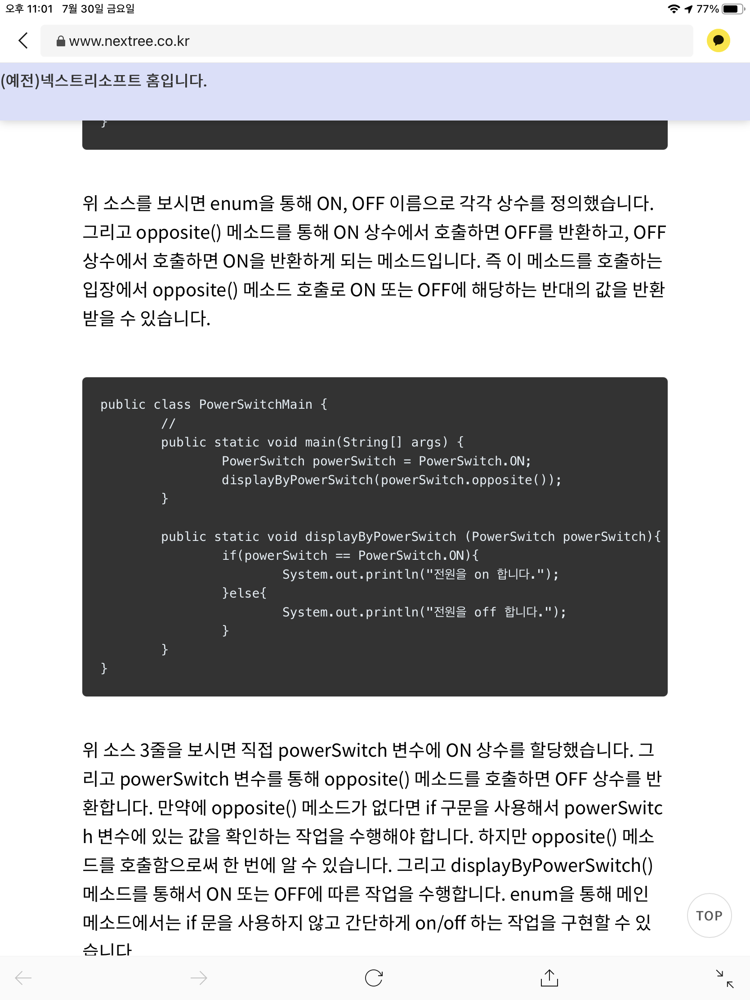 오후 11:01 7월 30일 금요일 77%
www.nextree.co.kr
(예전)넥스트리소프트 홈입니다.
}
위 소스를 보시면 enum을 통해 ON, OFF 이름으로 각각 상수를 정의했습니다.
그리고 opposite() 메소드를 통해 ON 상수에서 호출하면 OFF를 반환하고, OFF
상수에서 호출하면 ON을 반환하게 되는 메소드입니다. 즉 이 메소드를 호출하는
입장에서 opposite() 메소드 호출로 ON 또는 OFF에 해당하는 반대의 값을 반환
받을 수 있습니다.
public class PowerSwitchMain {
//
public static void main(String[] args) {
PowerSwitch powerSwitch = PowerSwitch.ON;
displayByPowerSwitch(powerSwitch.opposite());
}
public static void displayByPowerSwitch (PowerSwitch powerSwitch){
if(powerSwitch == PowerSwitch.ON){
System.out.println("전원을 on 합니다.");
}else{
System.out.println("전원을 off 합니다.");
}
}
}
위 소스 3줄을 보시면 직접 powerSwitch 변수에 ON 상수를 할당했습니다. 그
리고 powerSwitch 변수를 통해 opposite() 메소드를 호출하면 OFF 상수를 반
환합니다. 만약에 opposite() 메소드가 없다면 if 구문을 사용해서 powerSwitc
h 변수에 있는 값을 확인하는 작업을 수행해야 합니다. 하지만 opposite() 메소
드를 호출함으로써 한 번에 알 수 있습니다. 그리고 displayByPowerSwitch()
메소드를 통해서 ON 또는 OFF에 따른 작업을 수행합니다. enum을 통해 메인
메소드에서는 if 문을 사용하지 않고 간단하게 on/off 하는 작업을 구현할 수 있
습니다
TOP